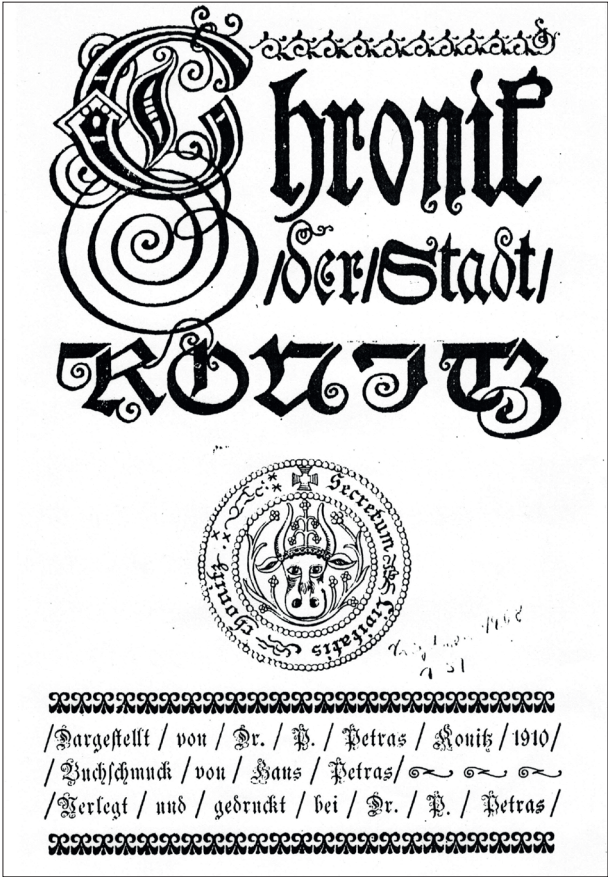 Chronik
/der/Stadt/
KONITZ
Secretum Civitatis Chonitz
/Dargestellt / von / Dr. / P. / Petras / Konitz / 1910/
/ Buchschmuck / von / Hans / Petras/
/Verlegt / und / gedruckt / bei / Dr. / P. / Petras /